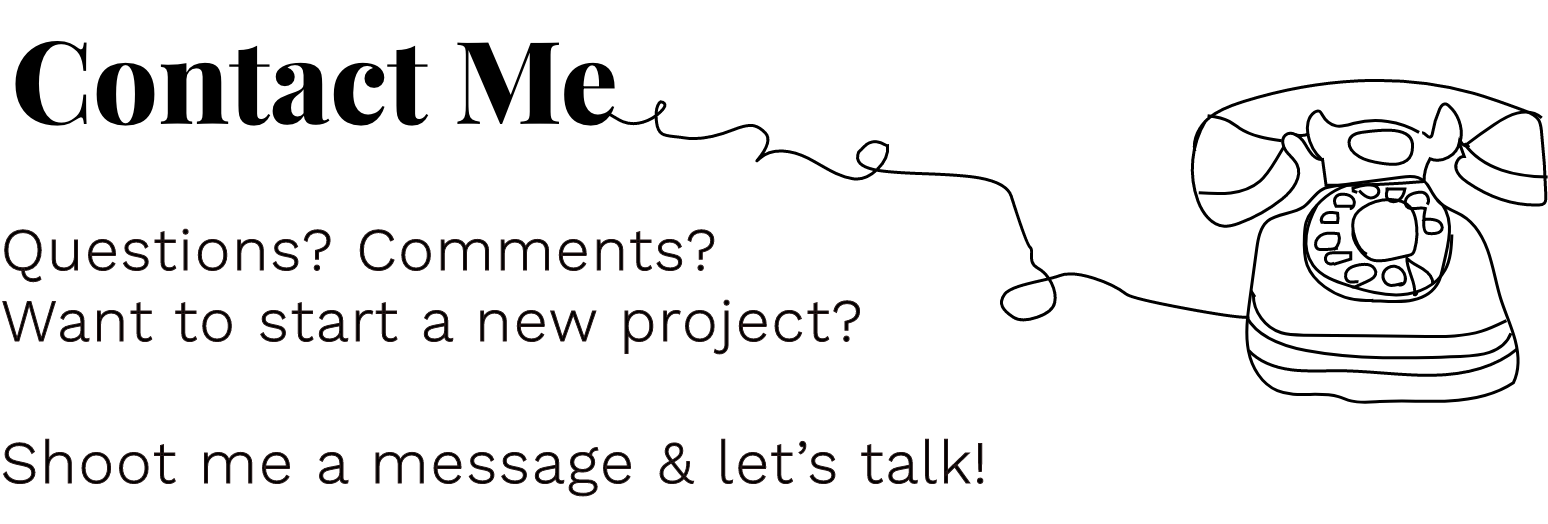 Contact Me
Questions? Comments?
Want to start a new project?
Shoot me a message & let’s talk!